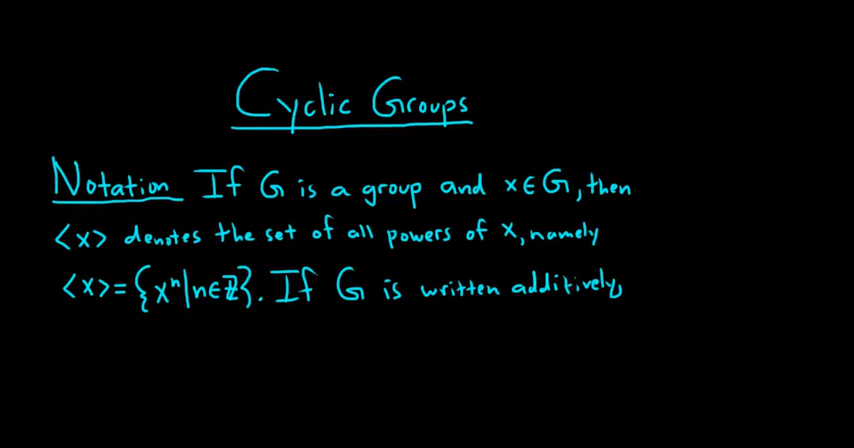 Cyclic Groups
Notation If G is a group and x ∈ G, then
<x> denotes the set of all powers of x, namely
<x> = {xⁿ | n ∈ ℤ}. If G is written additively,